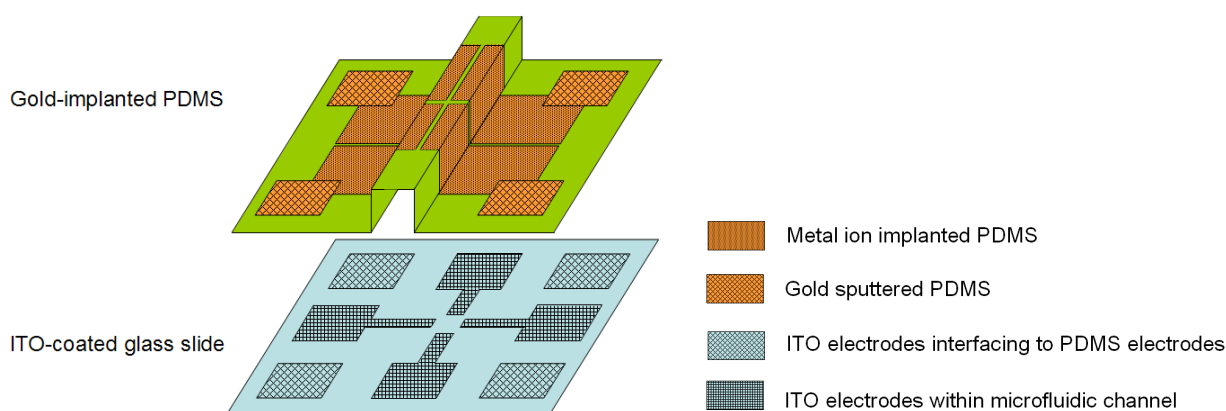 Gold-implanted PDMS
ITO-coated glass slide
Metal ion implanted PDMS
Gold sputtered PDMS
ITO electrodes interfacing to PDMS electrodes
ITO electrodes within microfluidic channel